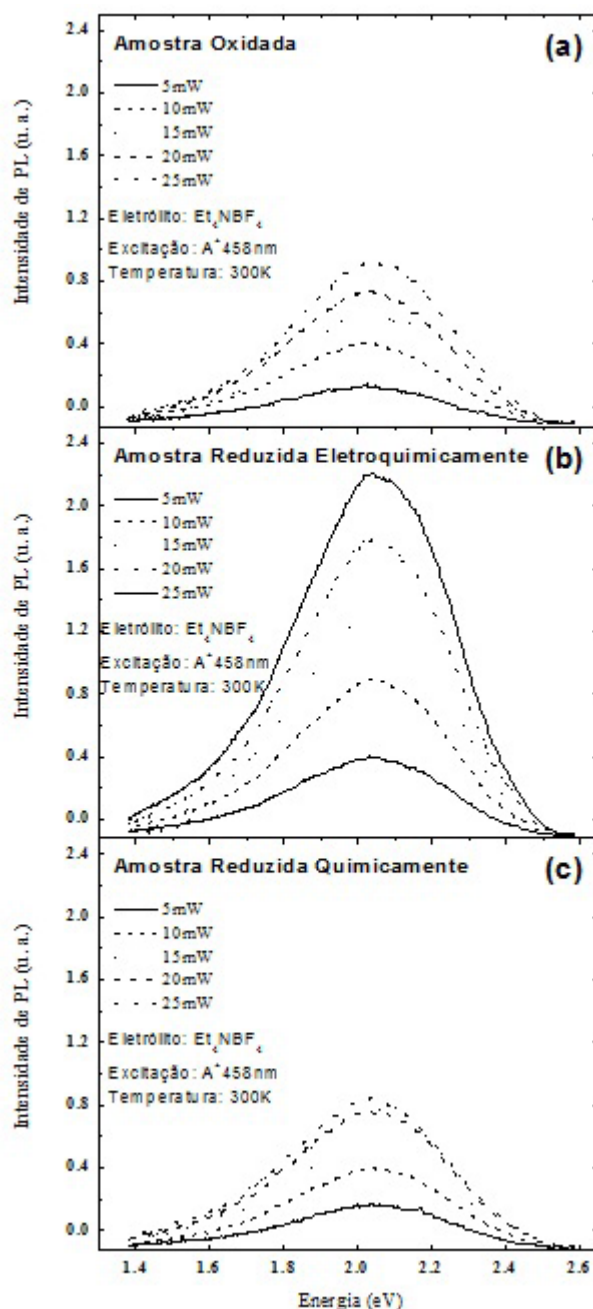 Amostra Oxidada (a)
5mW
10mW
15mW
20mW
25mW
Eletrólito: Et₄NBF₄
Excitação: A⁺458nm
Temperatura: 300K
Intensidade de PL (u. a.)
2.4
2.0
1.6
1.2
0.8
0.4
0.0
Amostra Reduzida Eletroquimicamente (b)
5mW
10mW
15mW
20mW
25mW
Eletrólito: Et₄NBF₄
Excitação: A⁺458nm
Temperatura: 300K
Intensidade de PL (u. a.)
2.4
2.0
1.6
1.2
0.8
0.4
0.0
Amostra Reduzida Quimicamente (c)
5mW
10mW
15mW
20mW
25mW
Eletrólito: Et₄NBF₄
Excitação: A⁺458nm
Temperatura: 300K
Intensidade de PL (u. a.)
2.4
2.0
1.6
1.2
0.8
0.4
0.0
1.4 1.6 1.8 2.0 2.2 2.4 2.6
Energia (eV)